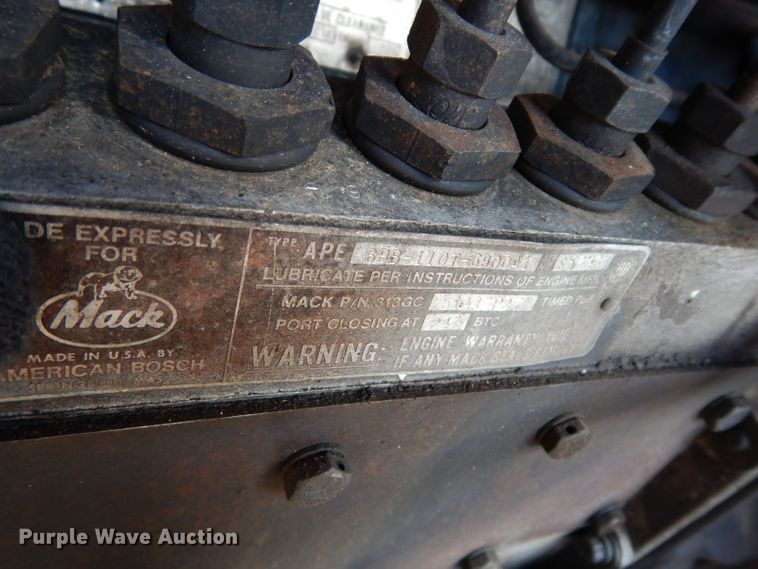 DE EXPRESSLY
FOR
Mack
MADE IN U.S.A. BY
AMERICAN BOSCH
TYPE APE
LUBRICATE PER INSTRUCTIONS OF ENGINE MFG
MACK P/N 313GC TIMED FOR
PORT CLOSING AT BTC
WARNING: ENGINE WARRANTY VOID
IF ANY MACK SEAL
Purple Wave Auction